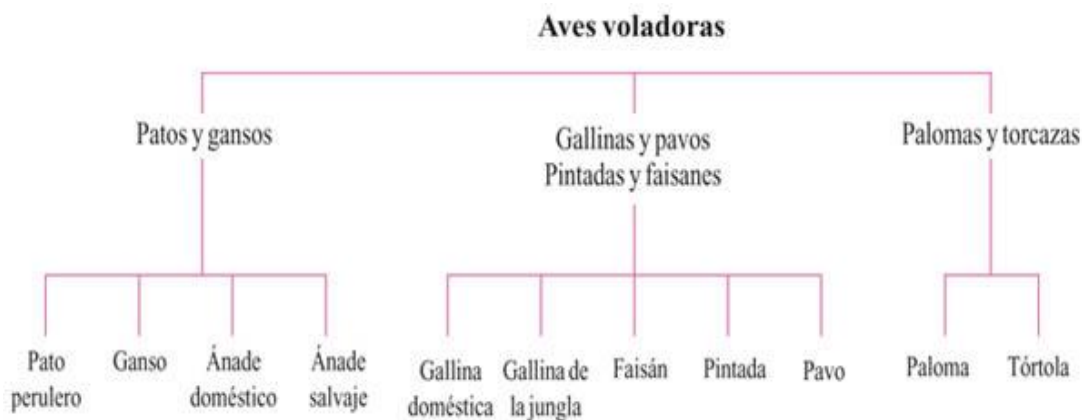 Aves voladoras
Patos y gansos
Gallinas y pavos
Pintadas y faisanes
Palomas y torcazas
Pato
perulero
Ganso
Ánade
doméstico
Ánade
salvaje
Gallina
doméstica
Gallina de
la jungla
Faisán
Pintada
Pavo
Paloma
Tórtola